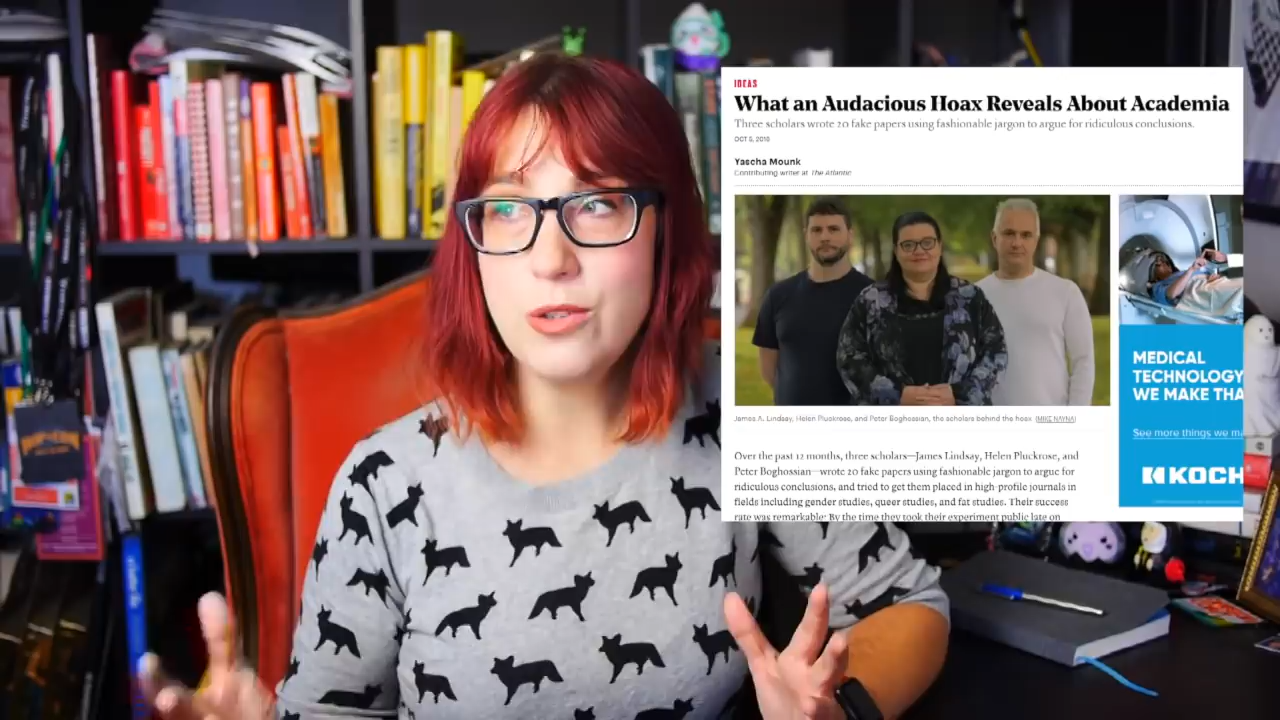 IDEAS
What an Audacious Hoax Reveals About Academia
Three scholars wrote 20 fake papers using fashionable jargon to argue for ridiculous conclusions.
OCT 5, 2018
Yascha Mounk
Contributing writer at The Atlantic
James A. Lindsay, Helen Pluckrose, and Peter Boghossian, the scholars behind the hoax (MIKE NAYNA)
MEDICAL
TECHNOLOGY
WE MAKE THA
See more things we ma
KOCH
Over the past 12 months, three scholars—James Lindsay, Helen Pluckrose, and
Peter Boghossian—wrote 20 fake papers using fashionable jargon to argue for
ridiculous conclusions, and tried to get them placed in high-profile journals in
fields including gender studies, queer studies, and fat studies. Their success
rate was remarkable: By the time they took their experiment public late on